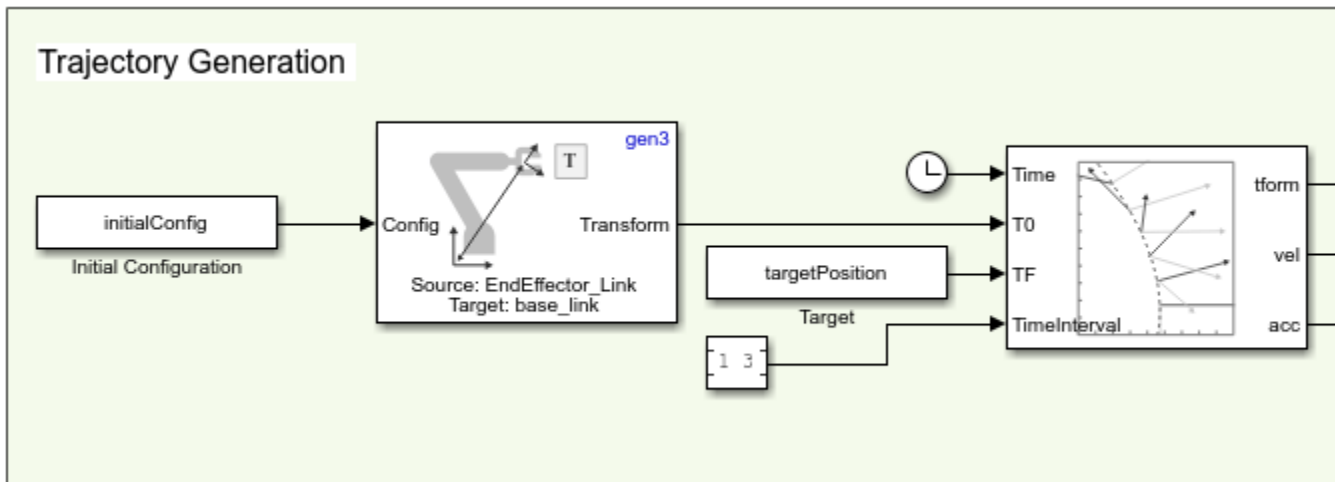 Trajectory Generation
gen3
T
initialConfig
Initial Configuration
Config
Transform
Source: EndEffector_Link
Target: base_link
targetPosition
Target
1 3
Time
T0
TF
TimeInterval
tform
vel
acc